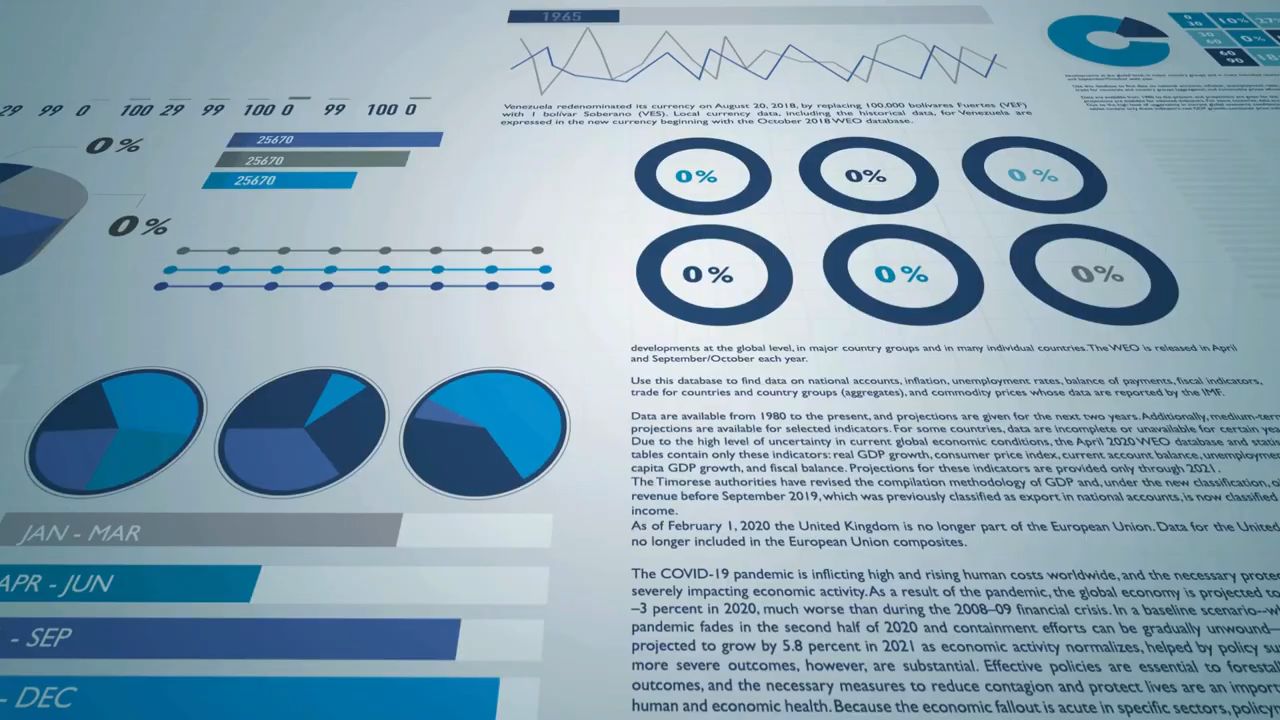 1965
Venezuela redenominated its currency on August 20, 2018, by replacing 100,000 bolívares Fuertes (VEF)
with 1 bolívar Soberano (VES). Local currency data, including the historical data, for Venezuela are
expressed in the new currency beginning with the October 2018 WEO database.
29 99 0 100 29 99 100 0 99 100 0
0 %
0 %
25670
25670
25670
0%
0%
0%
0%
0%
0%
0 30
10%
27%
30 60
0%
60 90
18
developments at the global level, in major country groups and in many individual countries. The WEO is released in April
and September/October each year.
Use this database to find data on national accounts, inflation, unemployment rates, balance of payments, fiscal indicators,
trade for countries and country groups (aggregates), and commodity prices whose data are reported by the IMF.
Data are available from 1980 to the present, and projections are given for the next two years. Additionally, medium-term
projections are available for selected indicators. For some countries, data are incomplete or unavailable for certain yea
Due to the high level of uncertainty in current global economic conditions, the April 2020 WEO database and statis
tables contain only these indicators: real GDP growth, consumer price index, current account balance, unemploymen
capita GDP growth, and fiscal balance. Projections for these indicators are provided only through 2021.
The Timorese authorities have revised the compilation methodology of GDP and, under the new classification, o
revenue before September 2019, which was previously classified as export in national accounts, is now classified
income.
As of February 1, 2020 the United Kingdom is no longer part of the European Union. Data for the United
no longer included in the European Union composites.
The COVID-19 pandemic is inflicting high and rising human costs worldwide, and the necessary prote
severely impacting economic activity. As a result of the pandemic, the global economy is projected to
–3 percent in 2020, much worse than during the 2008–09 financial crisis. In a baseline scenario--w
pandemic fades in the second half of 2020 and containment efforts can be gradually unwound—
projected to grow by 5.8 percent in 2021 as economic activity normalizes, helped by policy su
more severe outcomes, however, are substantial. Effective policies are essential to forestal
outcomes, and the necessary measures to reduce contagion and protect lives are an import
human and economic health. Because the economic fallout is acute in specific sectors, policym
JAN - MAR
APR - JUN
- SEP
- DEC